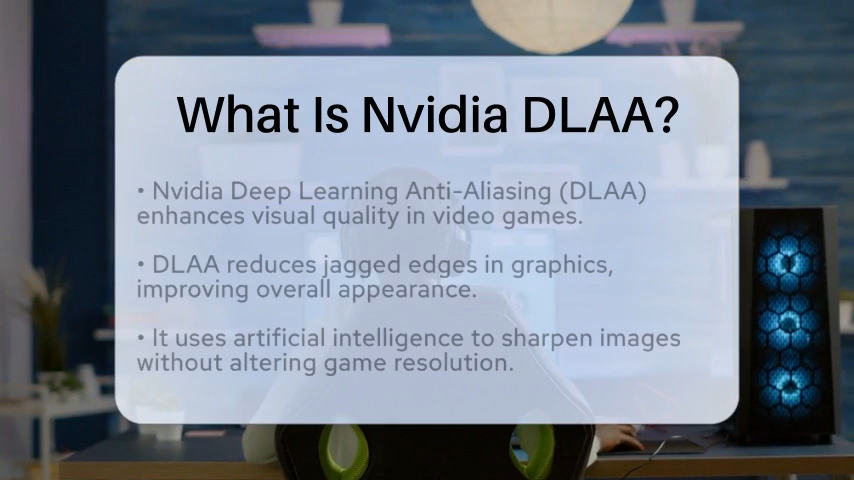 What Is Nvidia DLAA?
• Nvidia Deep Learning Anti-Aliasing (DLAA)
enhances visual quality in video games.
• DLAA reduces jagged edges in graphics,
improving overall appearance.
• It uses artificial intelligence to sharpen images
without altering game resolution.